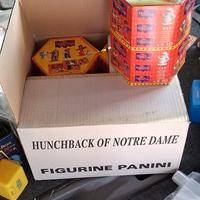 HUNCHBACK OF NOTRE DAME
FIGURINE PANINI